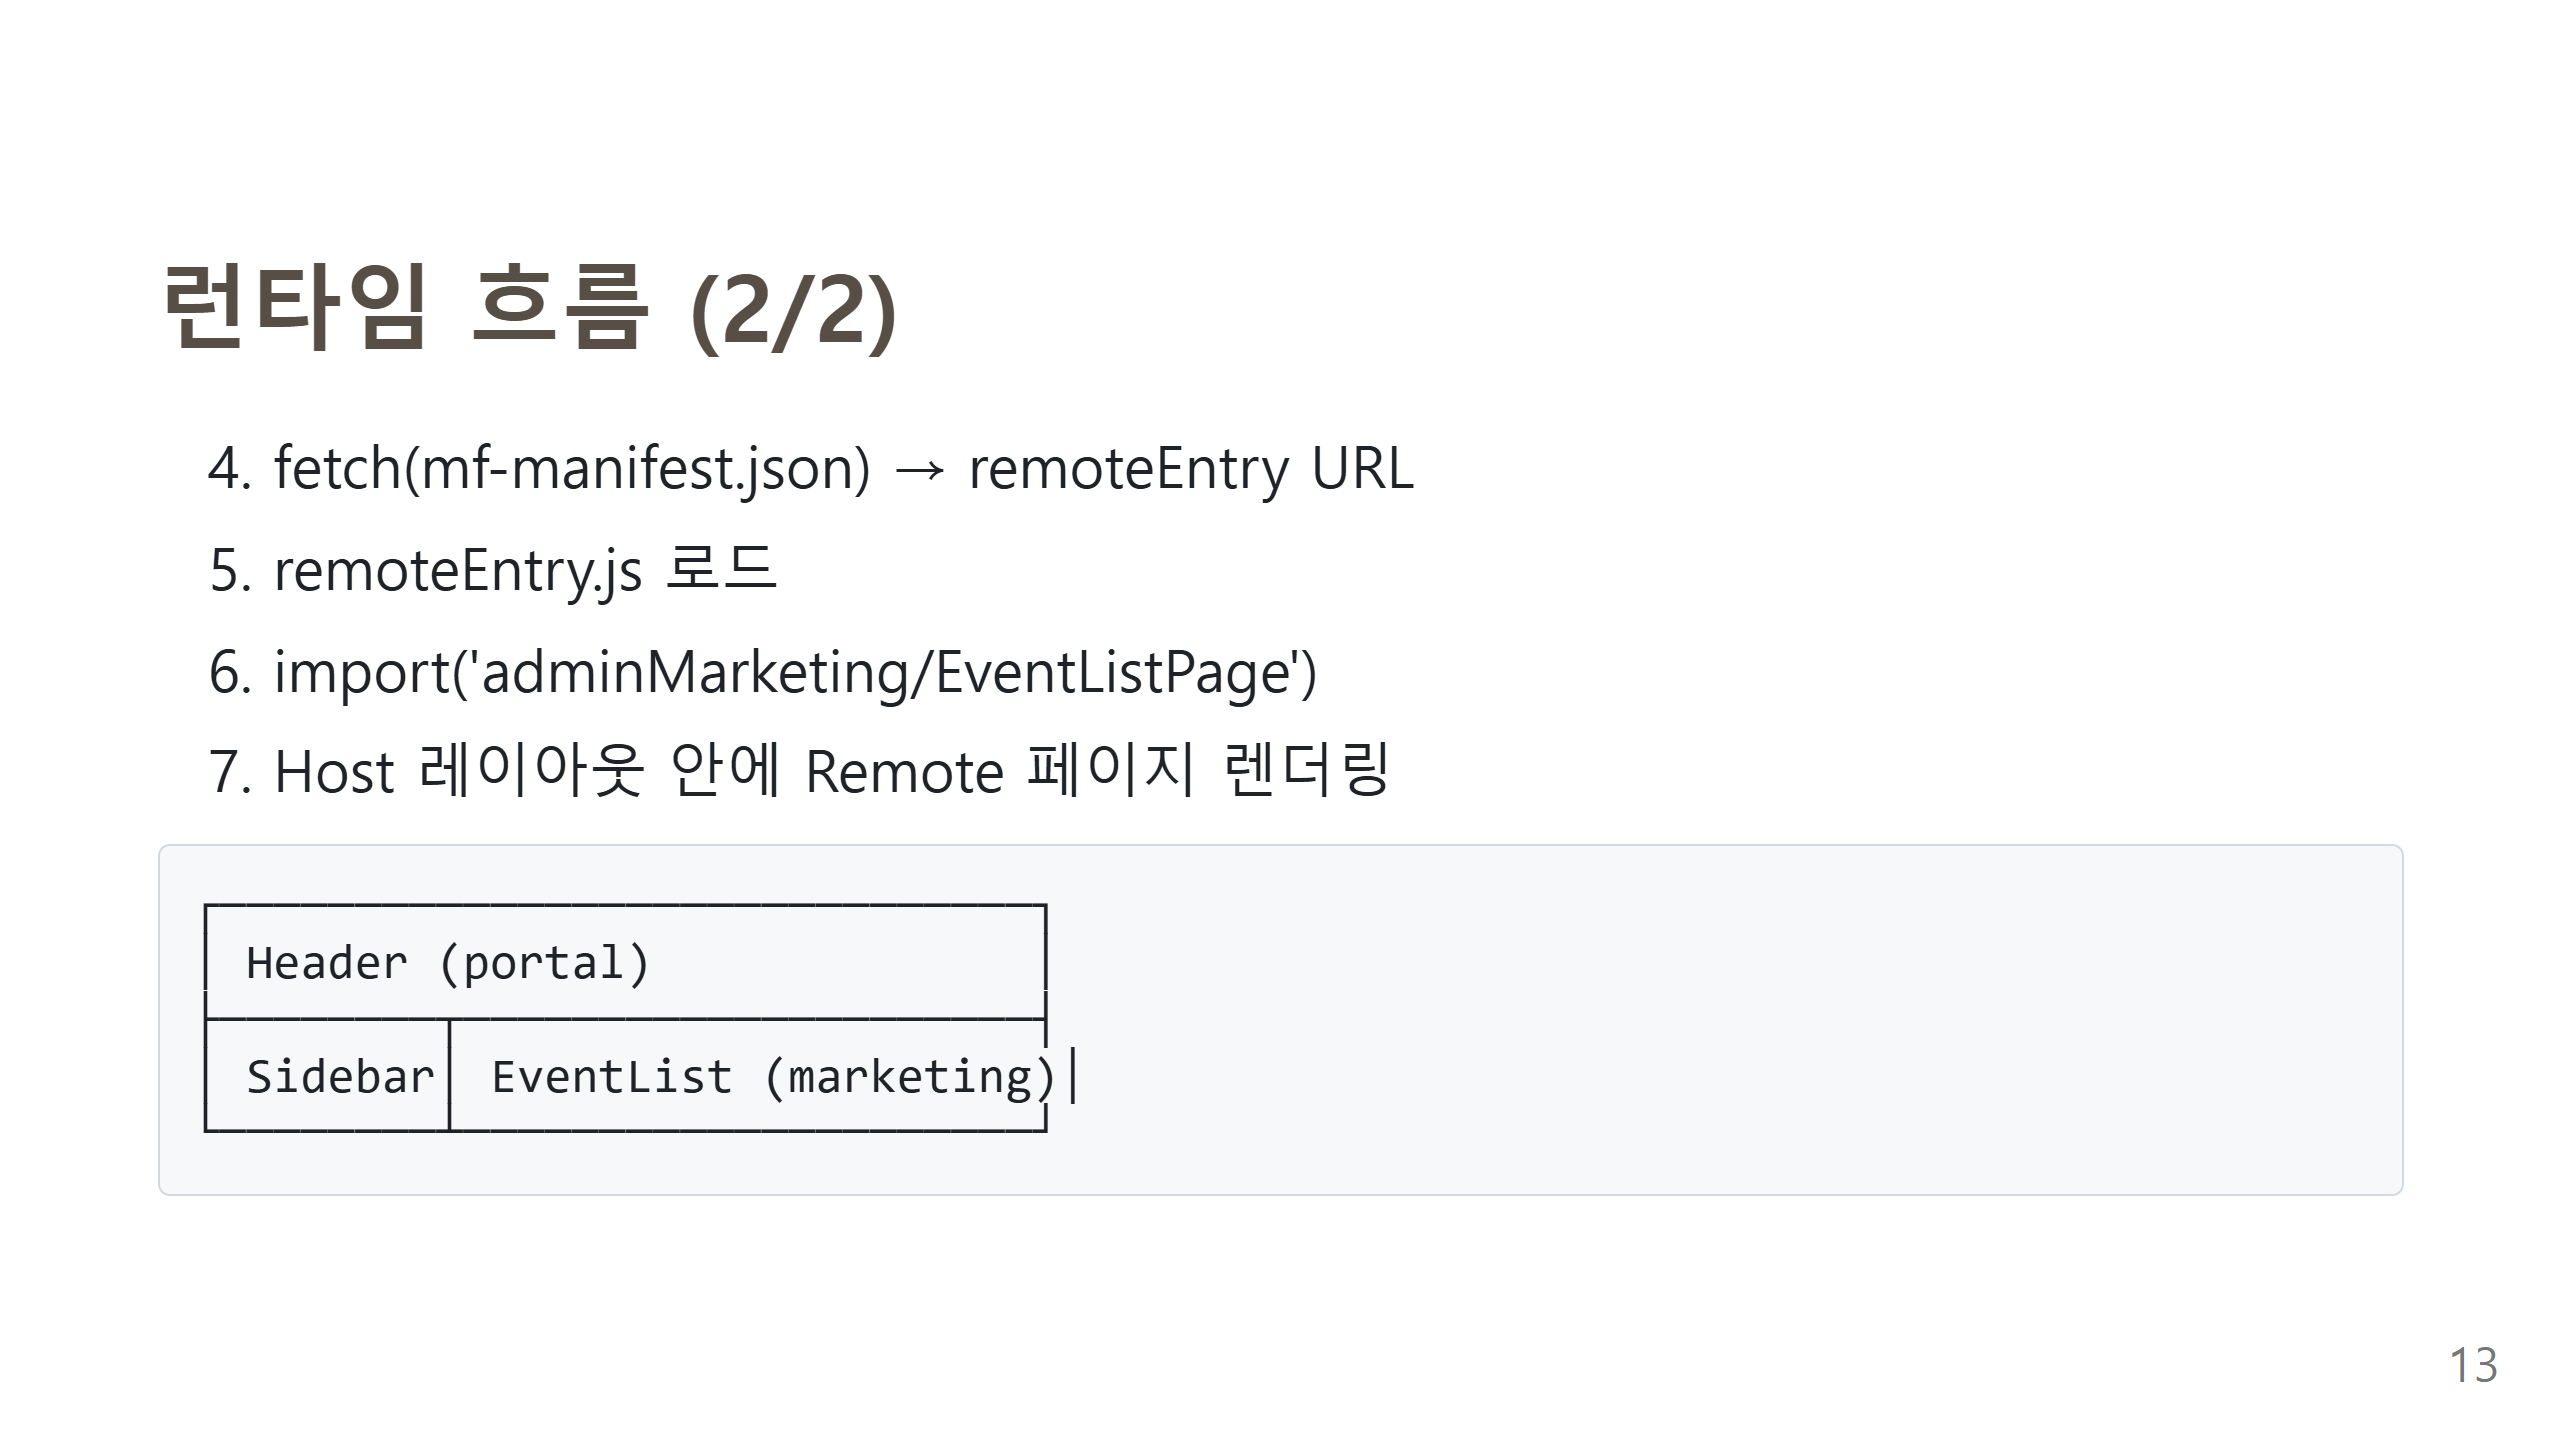 런타임 흐름 (2/2)
4. fetch(mf-manifest.json) → remoteEntry URL
5. remoteEntry.js 로드
6. import('adminMarketing/EventListPage')
7. Host 레이아웃 안에 Remote 페이지 렌더링
Header (portal)
Sidebar│ EventList (marketing)│
13